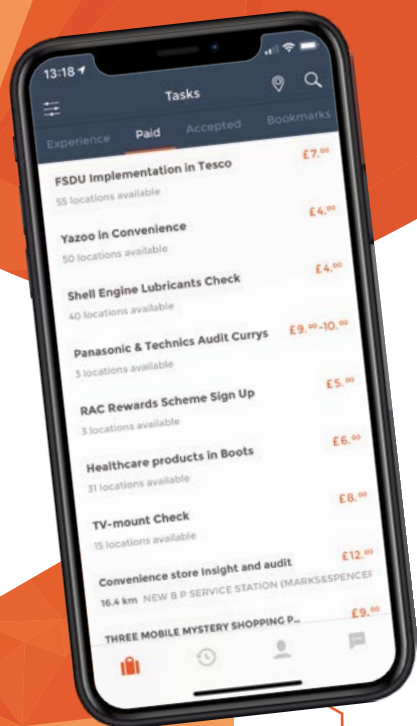 13:18
Tasks
Experience Paid Accepted Bookmarks
FSDU Implementation in Tesco £7.⁰⁰
55 locations available
Yazoo in Convenience £4.⁰⁰
50 locations available
Shell Engine Lubricants Check £4.⁰⁰
40 locations available
Panasonic & Technics Audit Currys £9.⁰⁰-10.⁰⁰
3 locations available
RAC Rewards Scheme Sign Up £5.⁰⁰
3 locations available
Healthcare products in Boots £6.⁰⁰
31 locations available
TV-mount Check £8.⁰⁰
15 locations available
Convenience store Insight and audit £12.⁰⁰
16.4 km NEW B P SERVICE STATION (MARKS&SPENCER
THREE MOBILE MYSTERY SHOPPING P... £9.⁰⁰